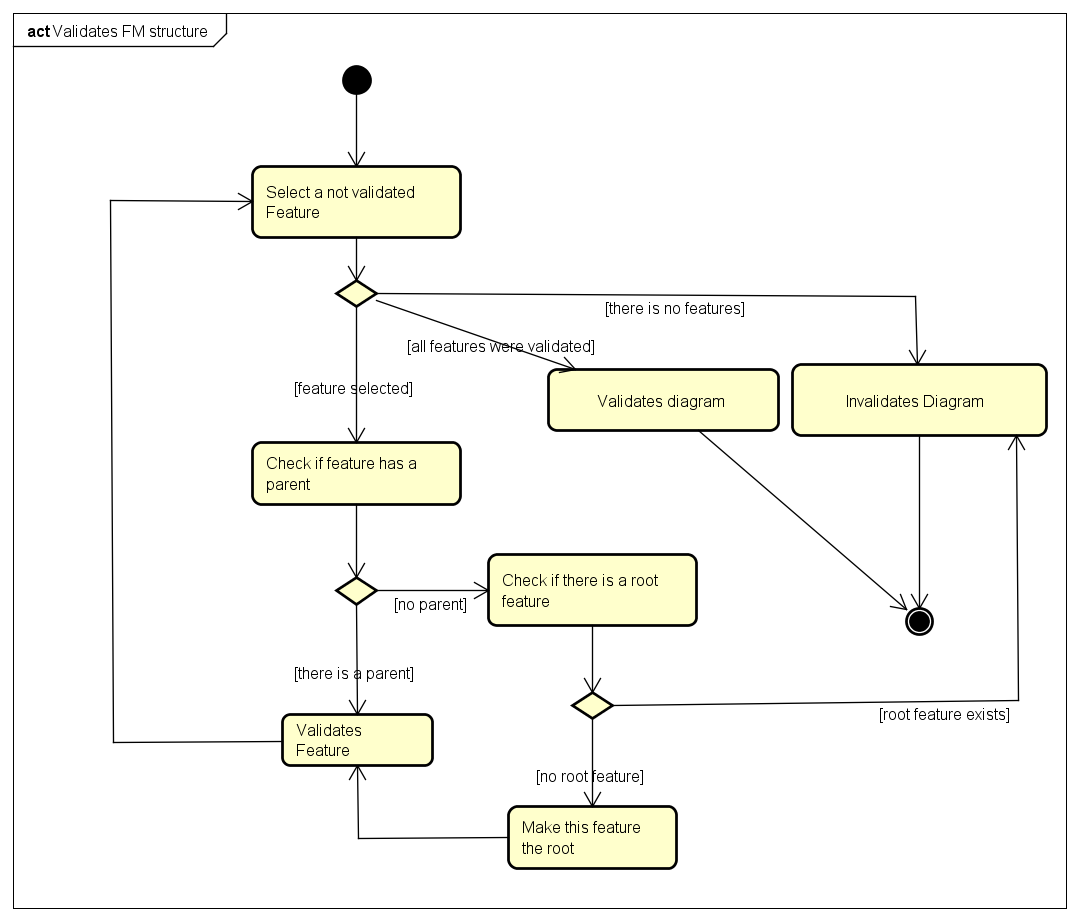 act Validates FM structure
Select a not validated
Feature
[there is no features]
[all features were validated]
[feature selected]
Validates diagram
Invalidates Diagram
Check if feature has a
parent
Check if there is a root
feature
[no parent]
[there is a parent]
[root feature exists]
Validates
Feature
[no root feature]
Make this feature
the root